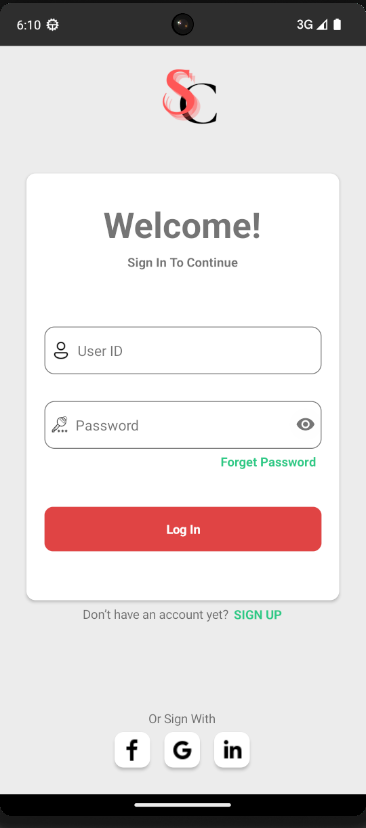 6:10 3G
SC
Welcome!
Sign In To Continue
User ID
Password
Forget Password
Log In
Don't have an account yet? SIGN UP
Or Sign With
f G in